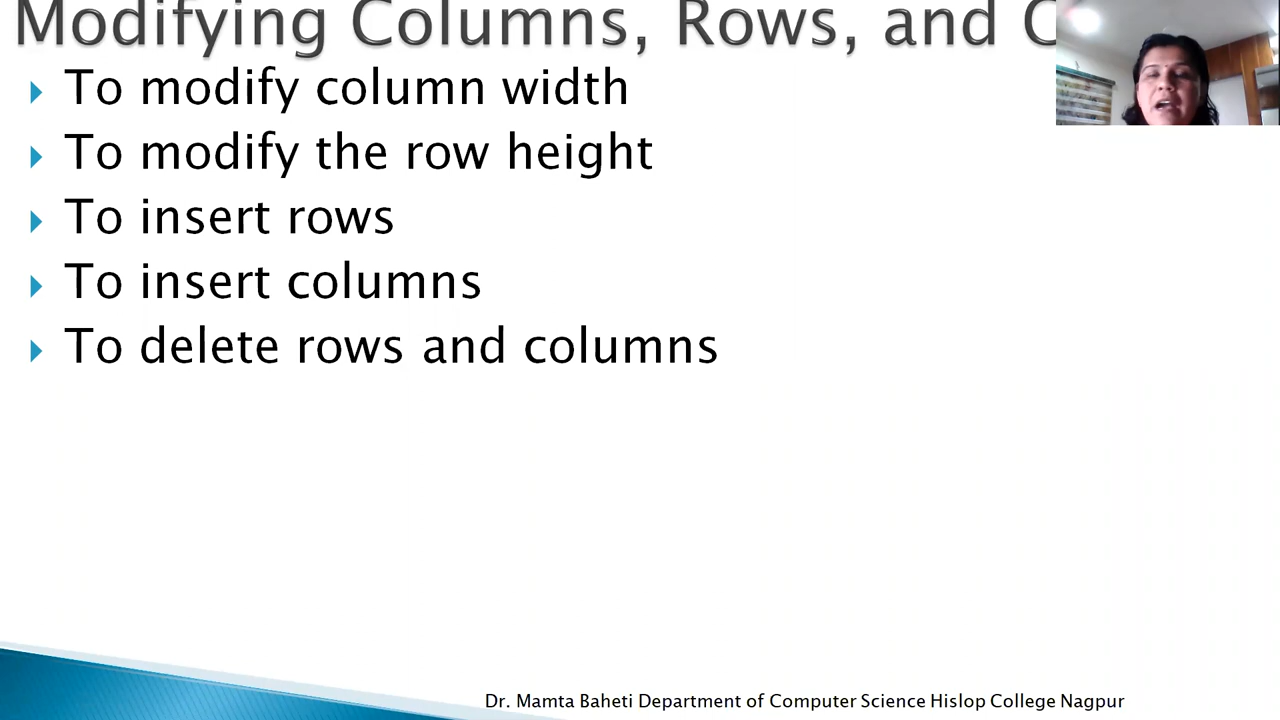 Modifying Columns, Rows, and
To modify column width
To modify the row height
To insert rows
To insert columns
To delete rows and columns
Dr. Mamta Baheti Department of Computer Science Hislop College Nagpur